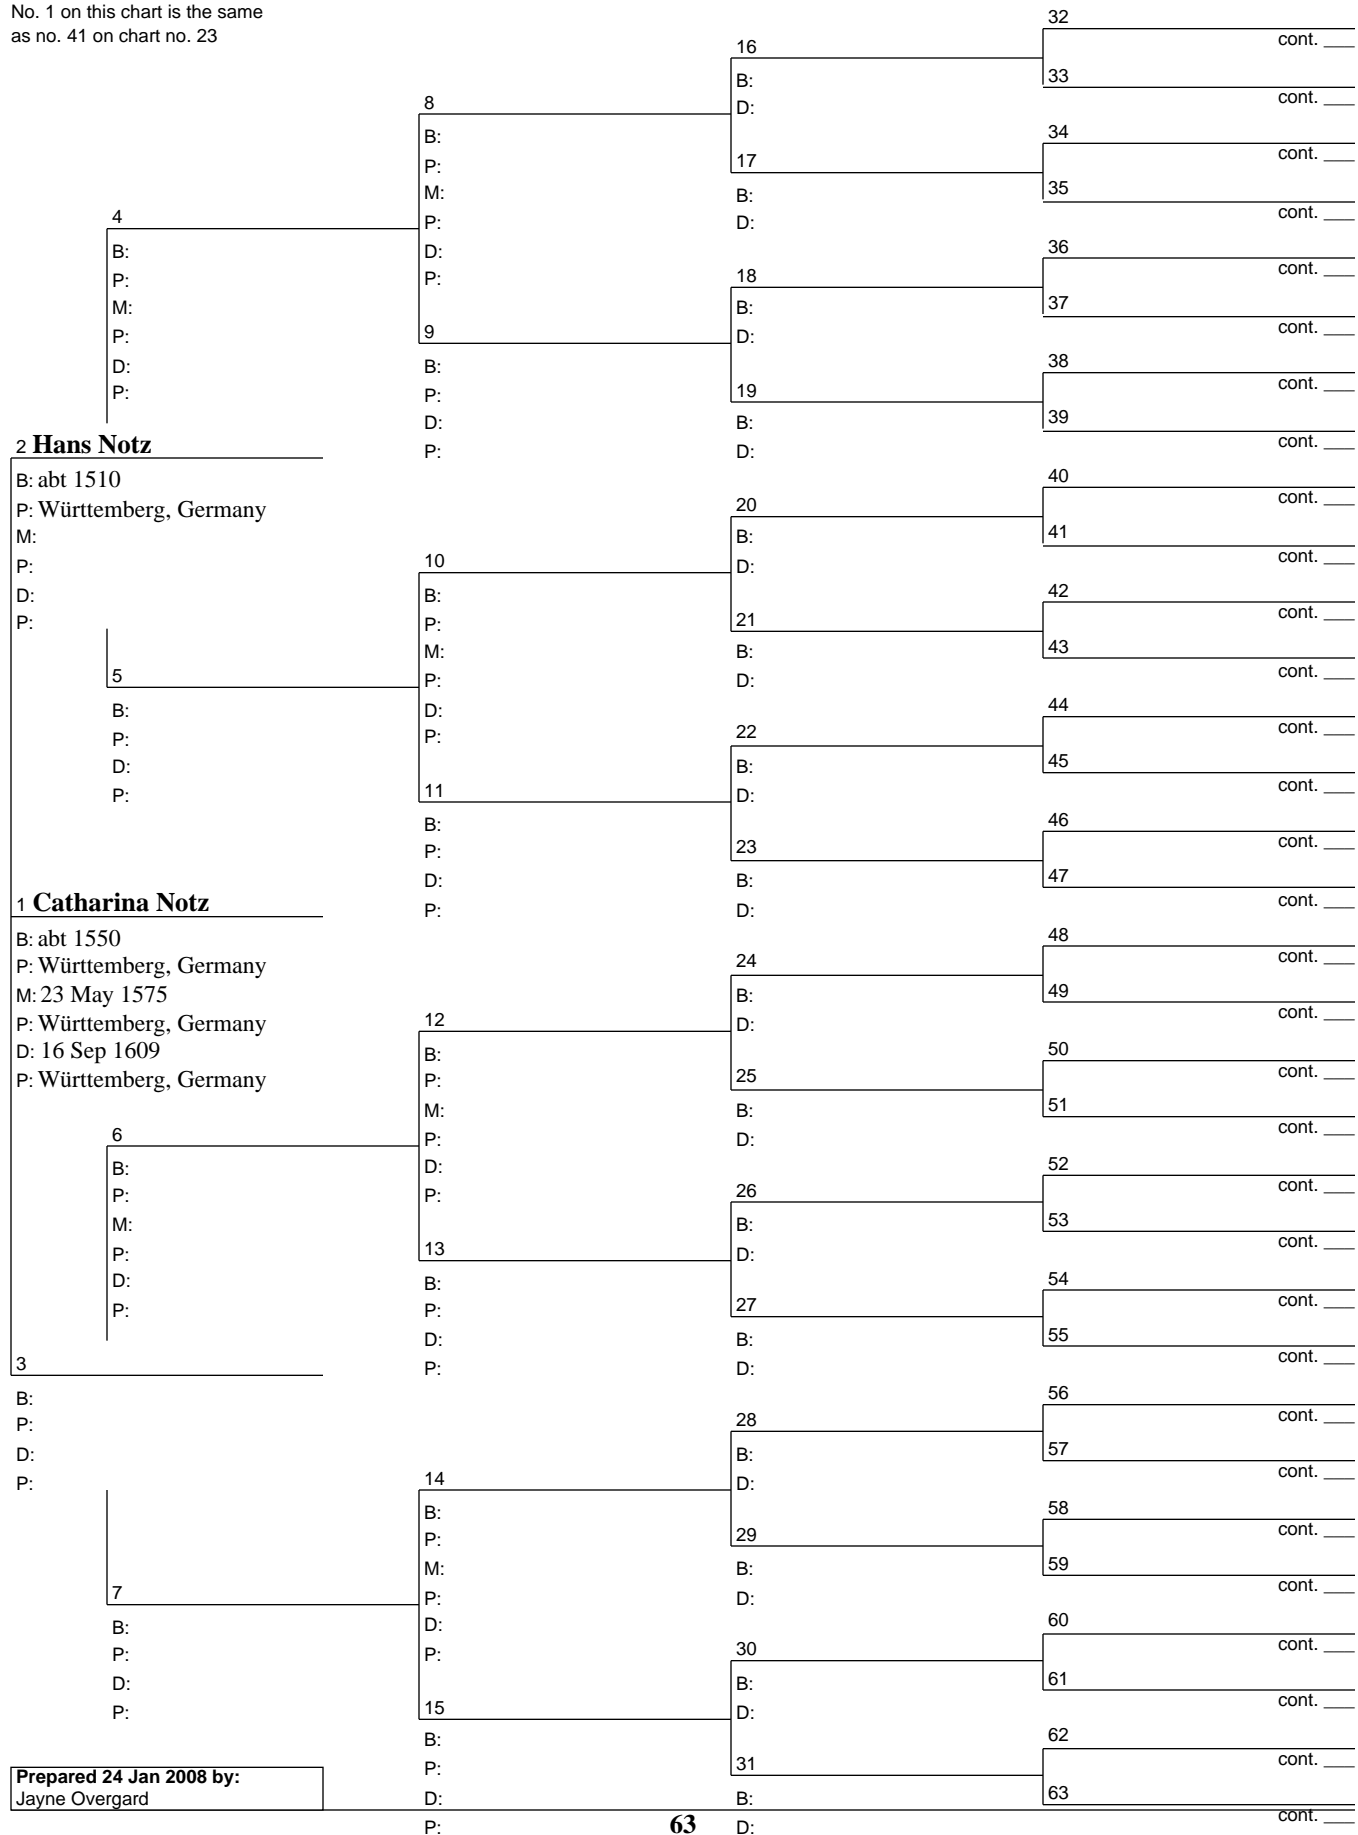 No. 1 on this chart is the same
as no. 41 on chart no. 23
4
B:
P:
M:
P:
D:
P:
2 Hans Notz
B: abt 1510
P: Württemberg, Germany
M:
P:
D:
P:
5
B:
P:
D:
P:
1 Catharina Notz
B: abt 1550
P: Württemberg, Germany
M: 23 May 1575
P: Württemberg, Germany
D: 16 Sep 1609
P: Württemberg, Germany
6
B:
P:
M:
P:
D:
P:
3
B:
P:
D:
P:
7
B:
P:
D:
P:
8
B:
P:
M:
P:
D:
P:
9
B:
P:
D:
P:
10
B:
P:
M:
P:
D:
P:
11
B:
P:
D:
P:
12
B:
P:
M:
P:
D:
P:
13
B:
P:
D:
P:
14
B:
P:
M:
P:
D:
P:
15
B:
P:
D:
P:
16
B:
D:
17
B:
D:
18
B:
D:
19
B:
D:
20
B:
D:
21
B:
D:
22
B:
D:
23
B:
D:
24
B:
D:
25
B:
D:
26
B:
D:
27
B:
D:
28
B:
D:
29
B:
D:
30
B:
D:
31
B:
D:
32
cont. ___
33
cont. ___
34
cont. ___
35
cont. ___
36
cont. ___
37
cont. ___
38
cont. ___
39
cont. ___
40
cont. ___
41
cont. ___
42
cont. ___
43
cont. ___
44
cont. ___
45
cont. ___
46
cont. ___
47
cont. ___
48
cont. ___
49
cont. ___
50
cont. ___
51
cont. ___
52
cont. ___
53
cont. ___
54
cont. ___
55
cont. ___
56
cont. ___
57
cont. ___
58
cont. ___
59
cont. ___
60
cont. ___
61
cont. ___
62
cont. ___
63
cont. ___
Prepared 24 Jan 2008 by:
Jayne Overgard
63